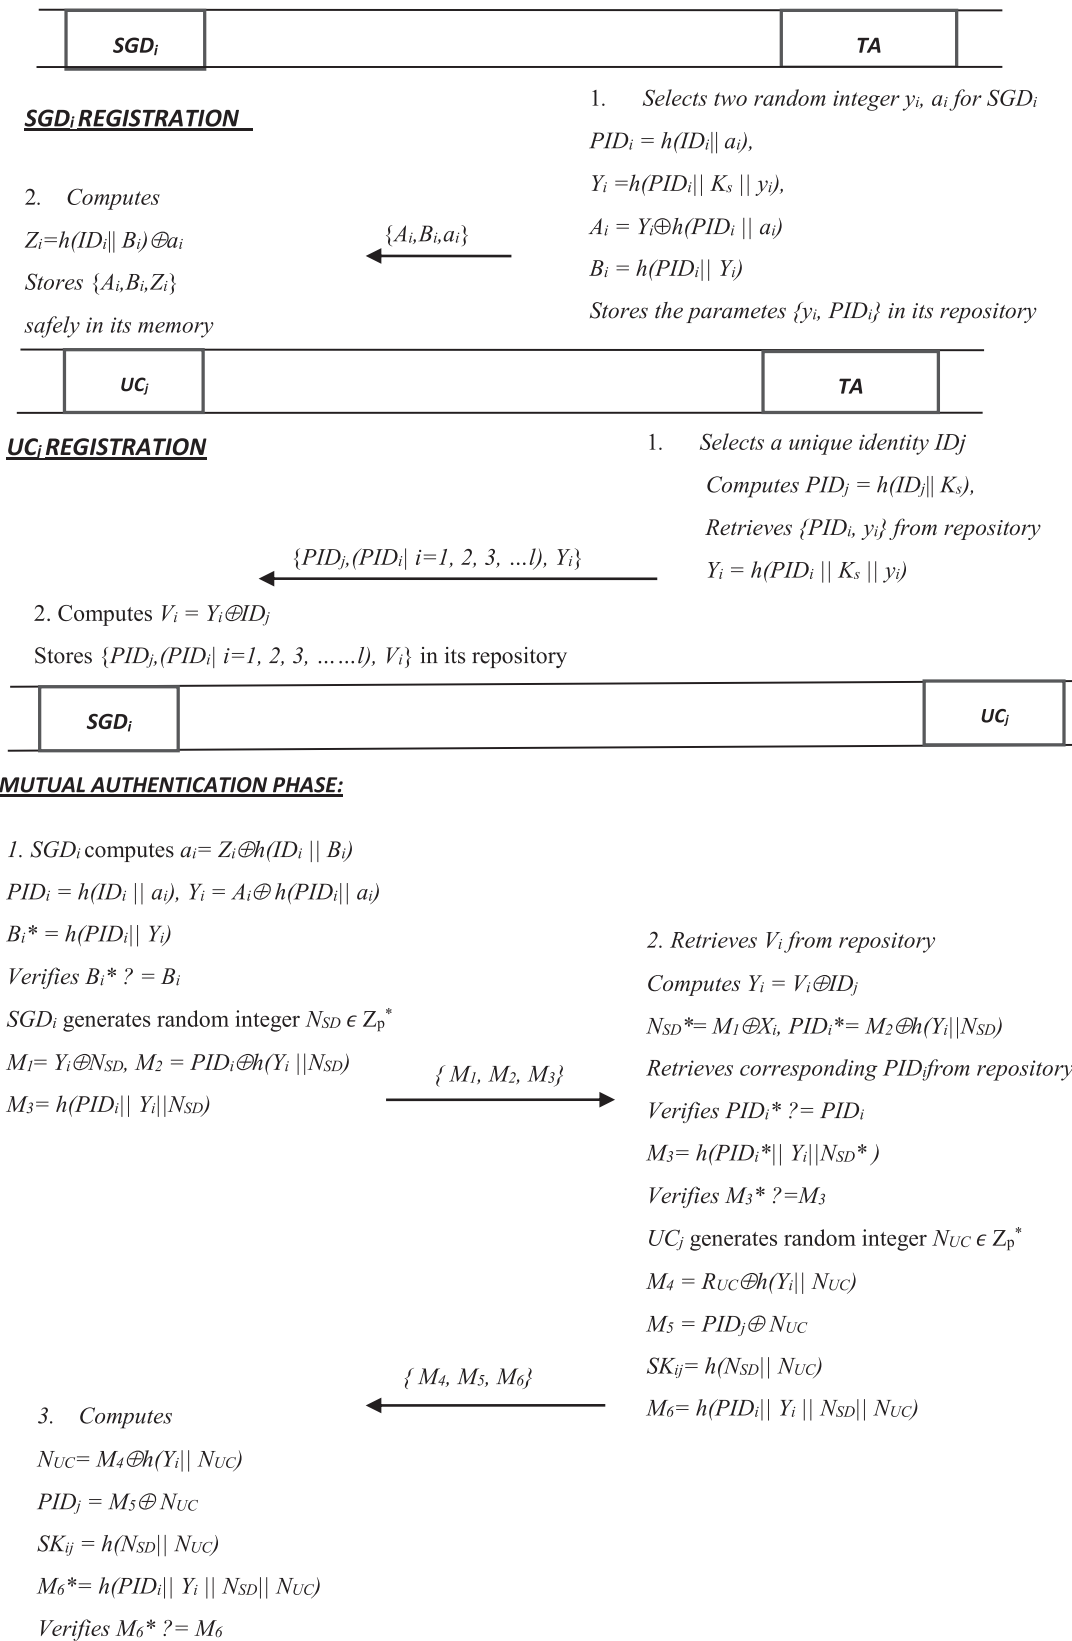 SGDi
TA
SGDi REGISTRATION
1. Selects two random integer yi, ai for SGDi
PIDi = h(IDi|| ai),
Yi =h(PIDi|| Ks || yi),
Ai = Yi⊕h(PIDi || ai)
Bi = h(PIDi|| Yi)
Stores the parametes {yi, PIDi} in its repository
{Ai,Bi,ai}
2. Computes
Zi=h(IDi|| Bi)⊕ai
Stores {Ai,Bi,Zi}
safely in its memory
UCj
TA
UCj REGISTRATION
1. Selects a unique identity IDj
Computes PIDj = h(IDj|| Ks),
Retrieves {PIDi, yi} from repository
Yi = h(PIDi || Ks || yi)
{PIDj,(PIDi| i=1, 2, 3, …l), Yi}
2. Computes Vi = Yi⊕IDj
Stores {PIDj,(PIDi| i=1, 2, 3, ……l), Vi} in its repository
SGDi
UCj
MUTUAL AUTHENTICATION PHASE:
1. SGDi computes ai= Zi⊕h(IDi || Bi)
PIDi = h(IDi || ai), Yi = Ai⊕ h(PIDi|| ai)
Bi* = h(PIDi|| Yi)
Verifies Bi* ? = Bi
SGDi generates random integer NSD ϵ Zp*
M1= Yi⊕NSD, M2 = PIDi⊕h(Yi ||NSD)
M3= h(PIDi|| Yi||NSD)
{ M1, M2, M3}
2. Retrieves Vi from repository
Computes Yi = Vi⊕IDj
NSD*= M1⊕Xi, PIDi*= M2⊕h(Yi||NSD)
Retrieves corresponding PIDifrom repository
Verifies PIDi* ?= PIDi
M3= h(PIDi*|| Yi||NSD* )
Verifies M3* ?=M3
UCj generates random integer NUC ϵ Zp*
M4 = RUC⊕h(Yi|| NUC)
M5 = PIDj⊕ NUC
SKij= h(NSD|| NUC)
M6= h(PIDi|| Yi || NSD|| NUC)
{ M4, M5, M6}
3. Computes
NUC= M4⊕h(Yi|| NUC)
PIDj = M5⊕ NUC
SKij = h(NSD|| NUC)
M6*= h(PIDi|| Yi || NSD|| NUC)
Verifies M6* ?= M6